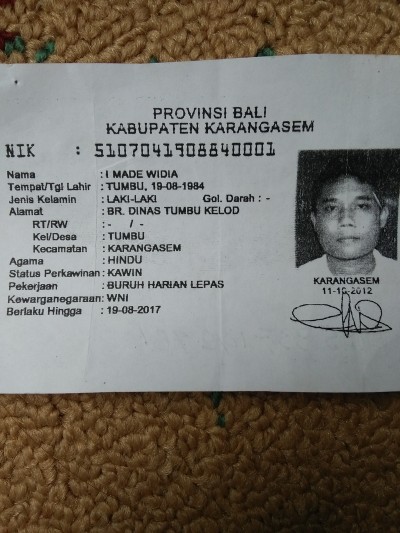 PROVINSI BALI
KABUPATEN KARANGASEM
NIK : 5107041908840001
Nama : I MADE WIDIA
Tempat/Tgl Lahir : TUMBU, 19-08-1984
Jenis Kelamin : LAKI-LAKI Gol. Darah : -
Alamat : BR. DINAS TUMBU KELOD
RT/RW : - / -
Kel/Desa : TUMBU
Kecamatan : KARANGASEM
Agama : HINDU
Status Perkawinan : KAWIN
Pekerjaan : BURUH HARIAN LEPAS
Kewarganegaraan : WNI
Berlaku Hingga : 19-08-2017
KARANGASEM
11-10-2012